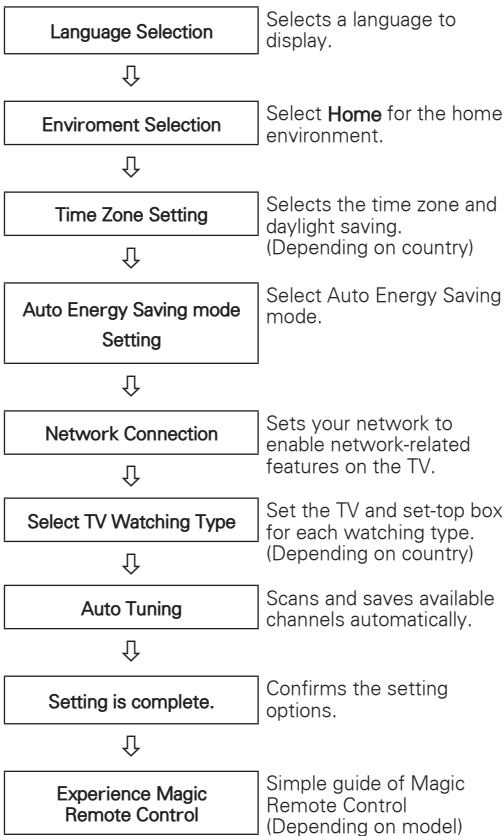 Language Selection
Selects a language to
display.
Enviroment Selection
Select Home for the home
environment.
Time Zone Setting
Selects the time zone and
daylight saving.
(Depending on country)
Auto Energy Saving mode
Setting
Select Auto Energy Saving
mode.
Network Connection
Sets your network to
enable network-related
features on the TV.
Select TV Watching Type
Set the TV and set-top box
for each watching type.
(Depending on country)
Auto Tuning
Scans and saves available
channels automatically.
Setting is complete.
Confirms the setting
options.
Experience Magic
Remote Control
Simple guide of Magic
Remote Control
(Depending on model)